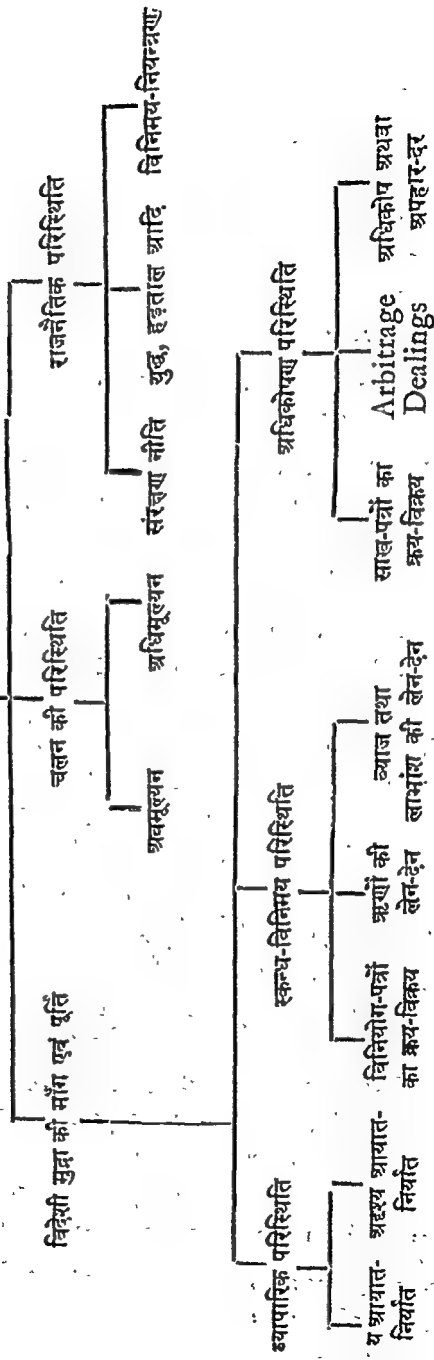 विदेशी मुद्रा की माँग एवं पूर्ति
चलन की परिस्थिति
राजनैतिक परिस्थिति
अवमूल्यन
अधिमूल्यन
संरक्षण नीति
युद्ध, हड़ताल आदि
विनिमय-नियन्त्रण
व्यापारिक परिस्थिति
स्कन्ध-विनिमय परिस्थिति
अधिकोषण परिस्थिति
य आयात-
निर्यात
अदृश्य आयात-
निर्यात
विनियोग-पत्रों
का क्रय-विक्रय
ऋणों की
लेन-देन
व्याज तथा
लाभांश की लेन-देन
साख-पत्रों का
क्रय-विक्रय
Arbitrage
Dealings
अधिकोष अथवा
अपहार-दर